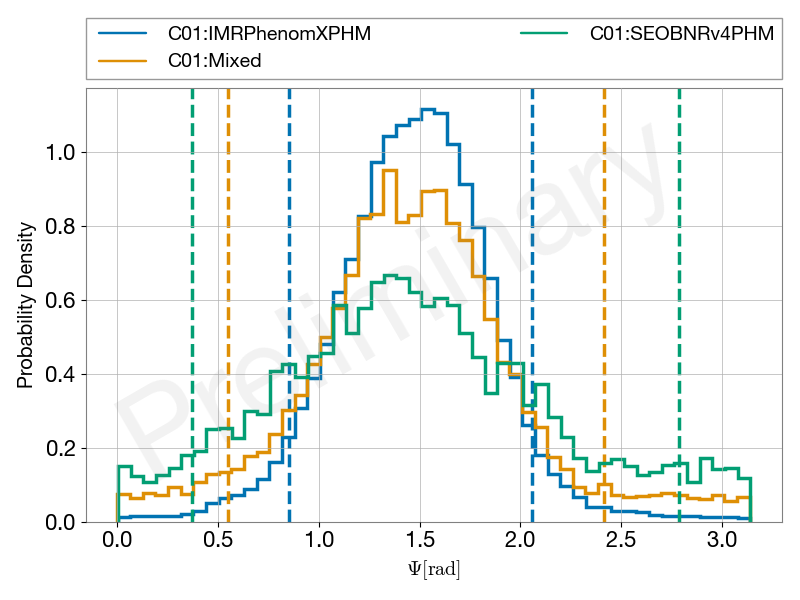 C01:IMRPhenomXPHM
C01:Mixed
C01:SEOBNRv4PHM
Probability Density
1.0
0.8
0.6
0.4
0.2
0.0
Preliminary
0.0 0.5 1.0 1.5 2.0 2.5 3.0
Ψ[rad]